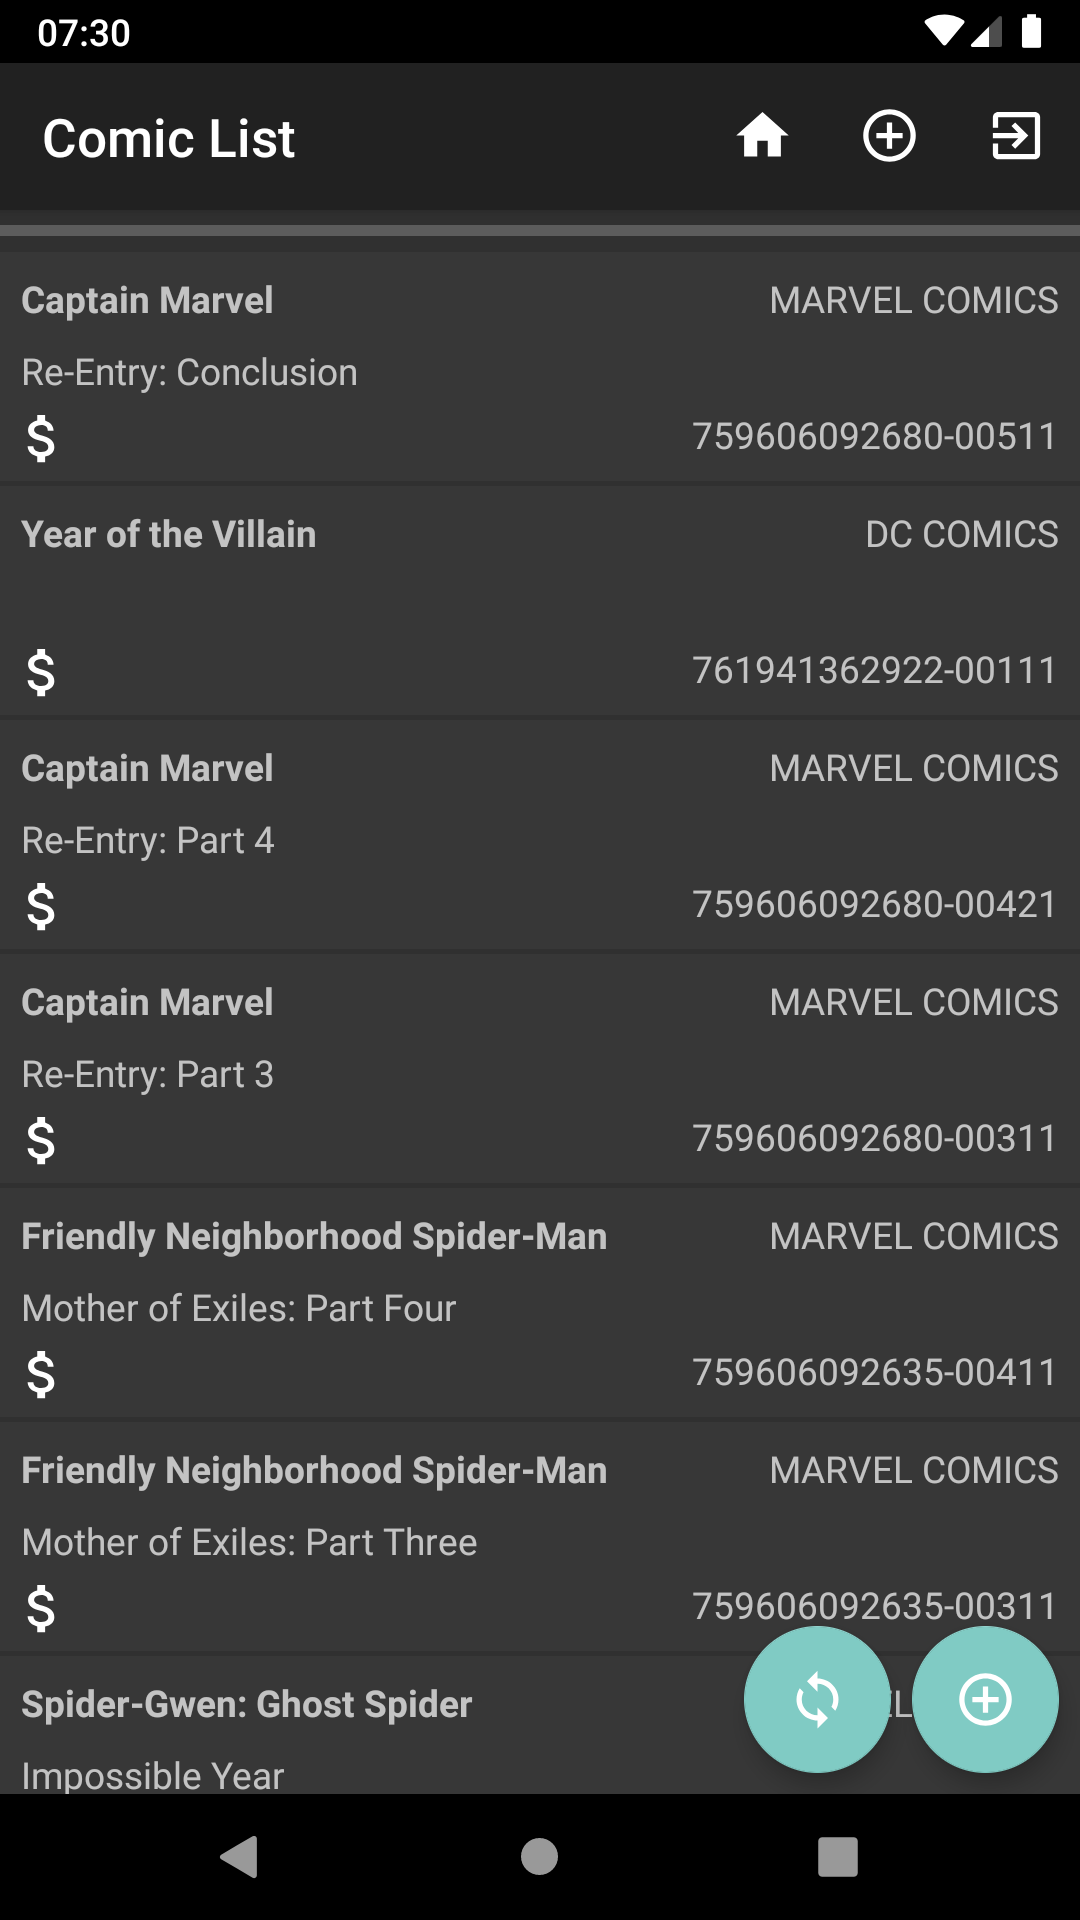 07:30
Comic List
Captain Marvel MARVEL COMICS
Re-Entry: Conclusion
$ 759606092680-00511
Year of the Villain DC COMICS
$ 761941362922-00111
Captain Marvel MARVEL COMICS
Re-Entry: Part 4
$ 759606092680-00421
Captain Marvel MARVEL COMICS
Re-Entry: Part 3
$ 759606092680-00311
Friendly Neighborhood Spider-Man MARVEL COMICS
Mother of Exiles: Part Four
$ 759606092635-00411
Friendly Neighborhood Spider-Man MARVEL COMICS
Mother of Exiles: Part Three
$ 759606092635-00311
Spider-Gwen: Ghost Spider
Impossible Year